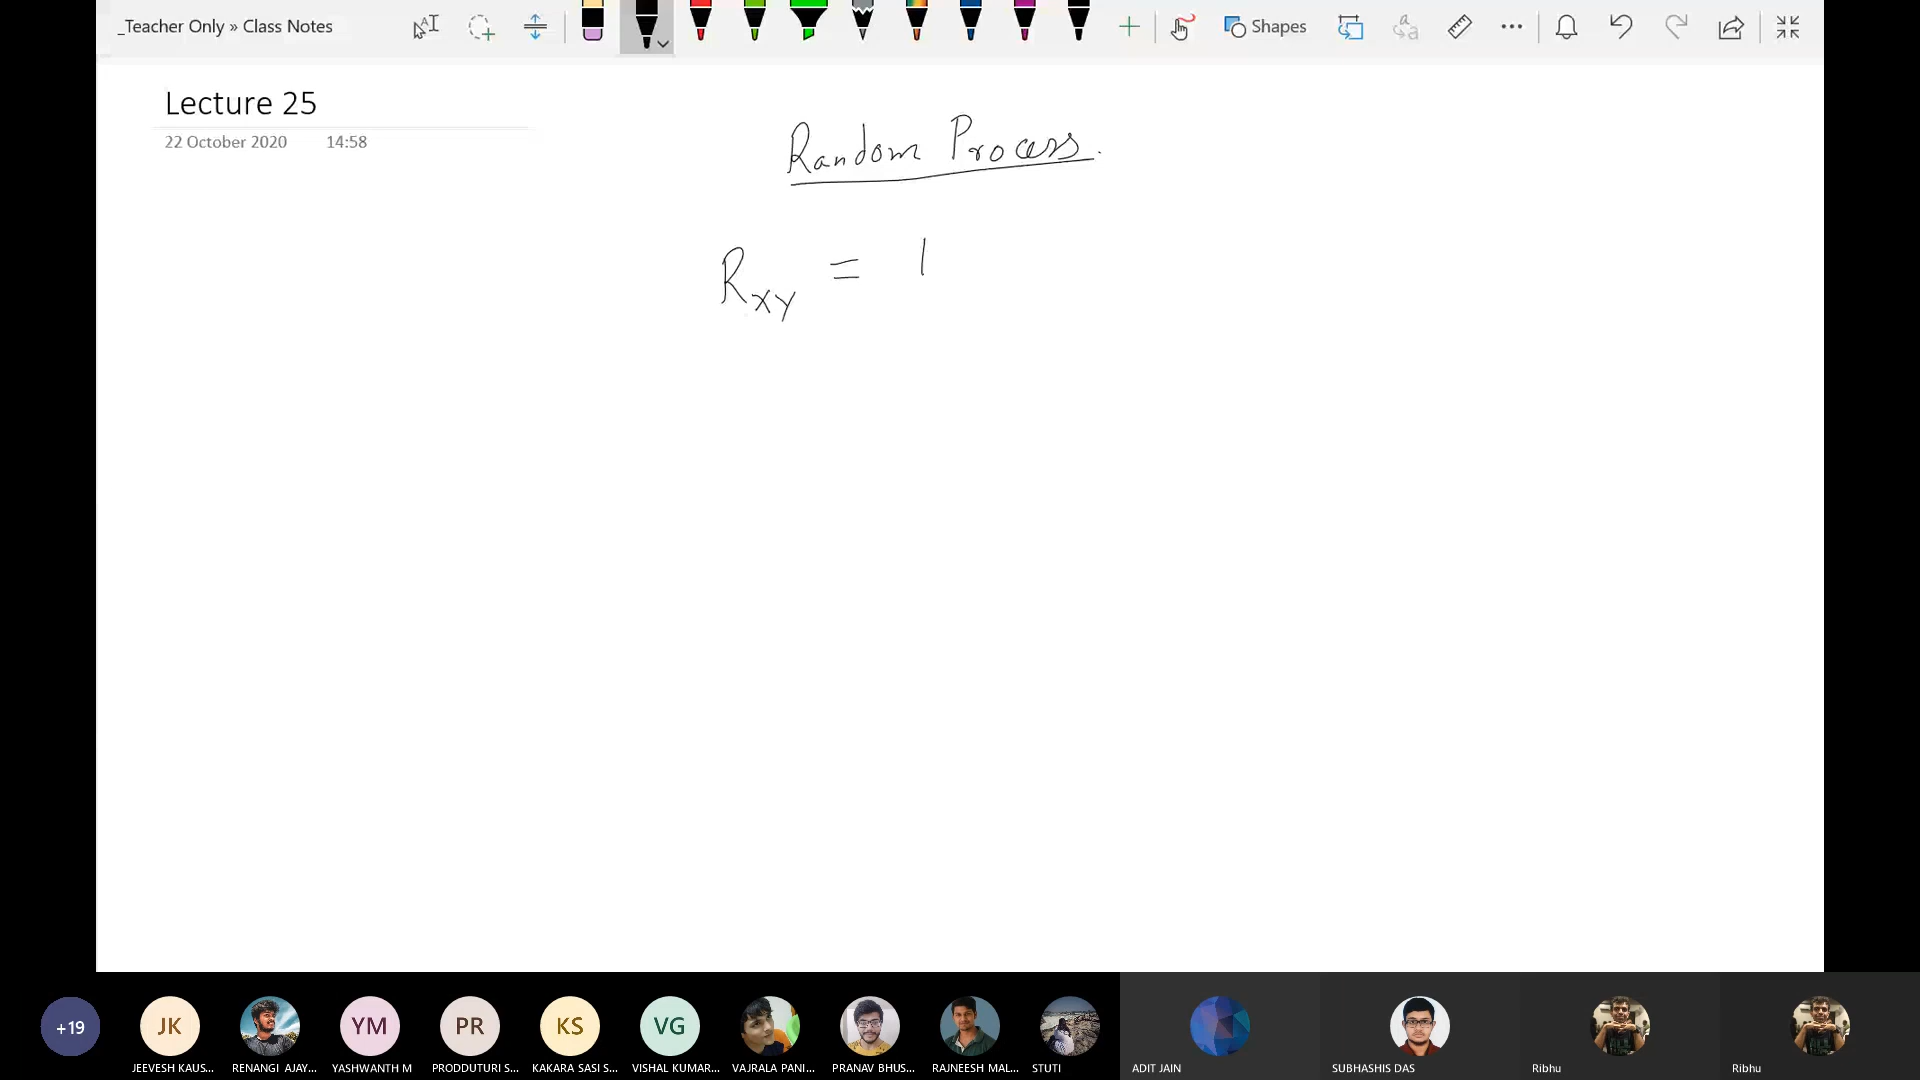 _Teacher Only » Class Notes
Shapes
Lecture 25
22 October 2020 14:58
Random Process.
R_XY = 1
+19
JK
YM
PR
KS
VG
JEEVESH KAUS...
RENANGI AJAY...
YASHWANTH M
PRODDUTURI S...
KAKARA SASI S...
VISHAL KUMAR...
VAJRALA PANI...
PRANAV BHUS...
RAJNEESH MAL...
STUTI
ADIT JAIN
SUBHASHIS DAS
Ribhu
Ribhu